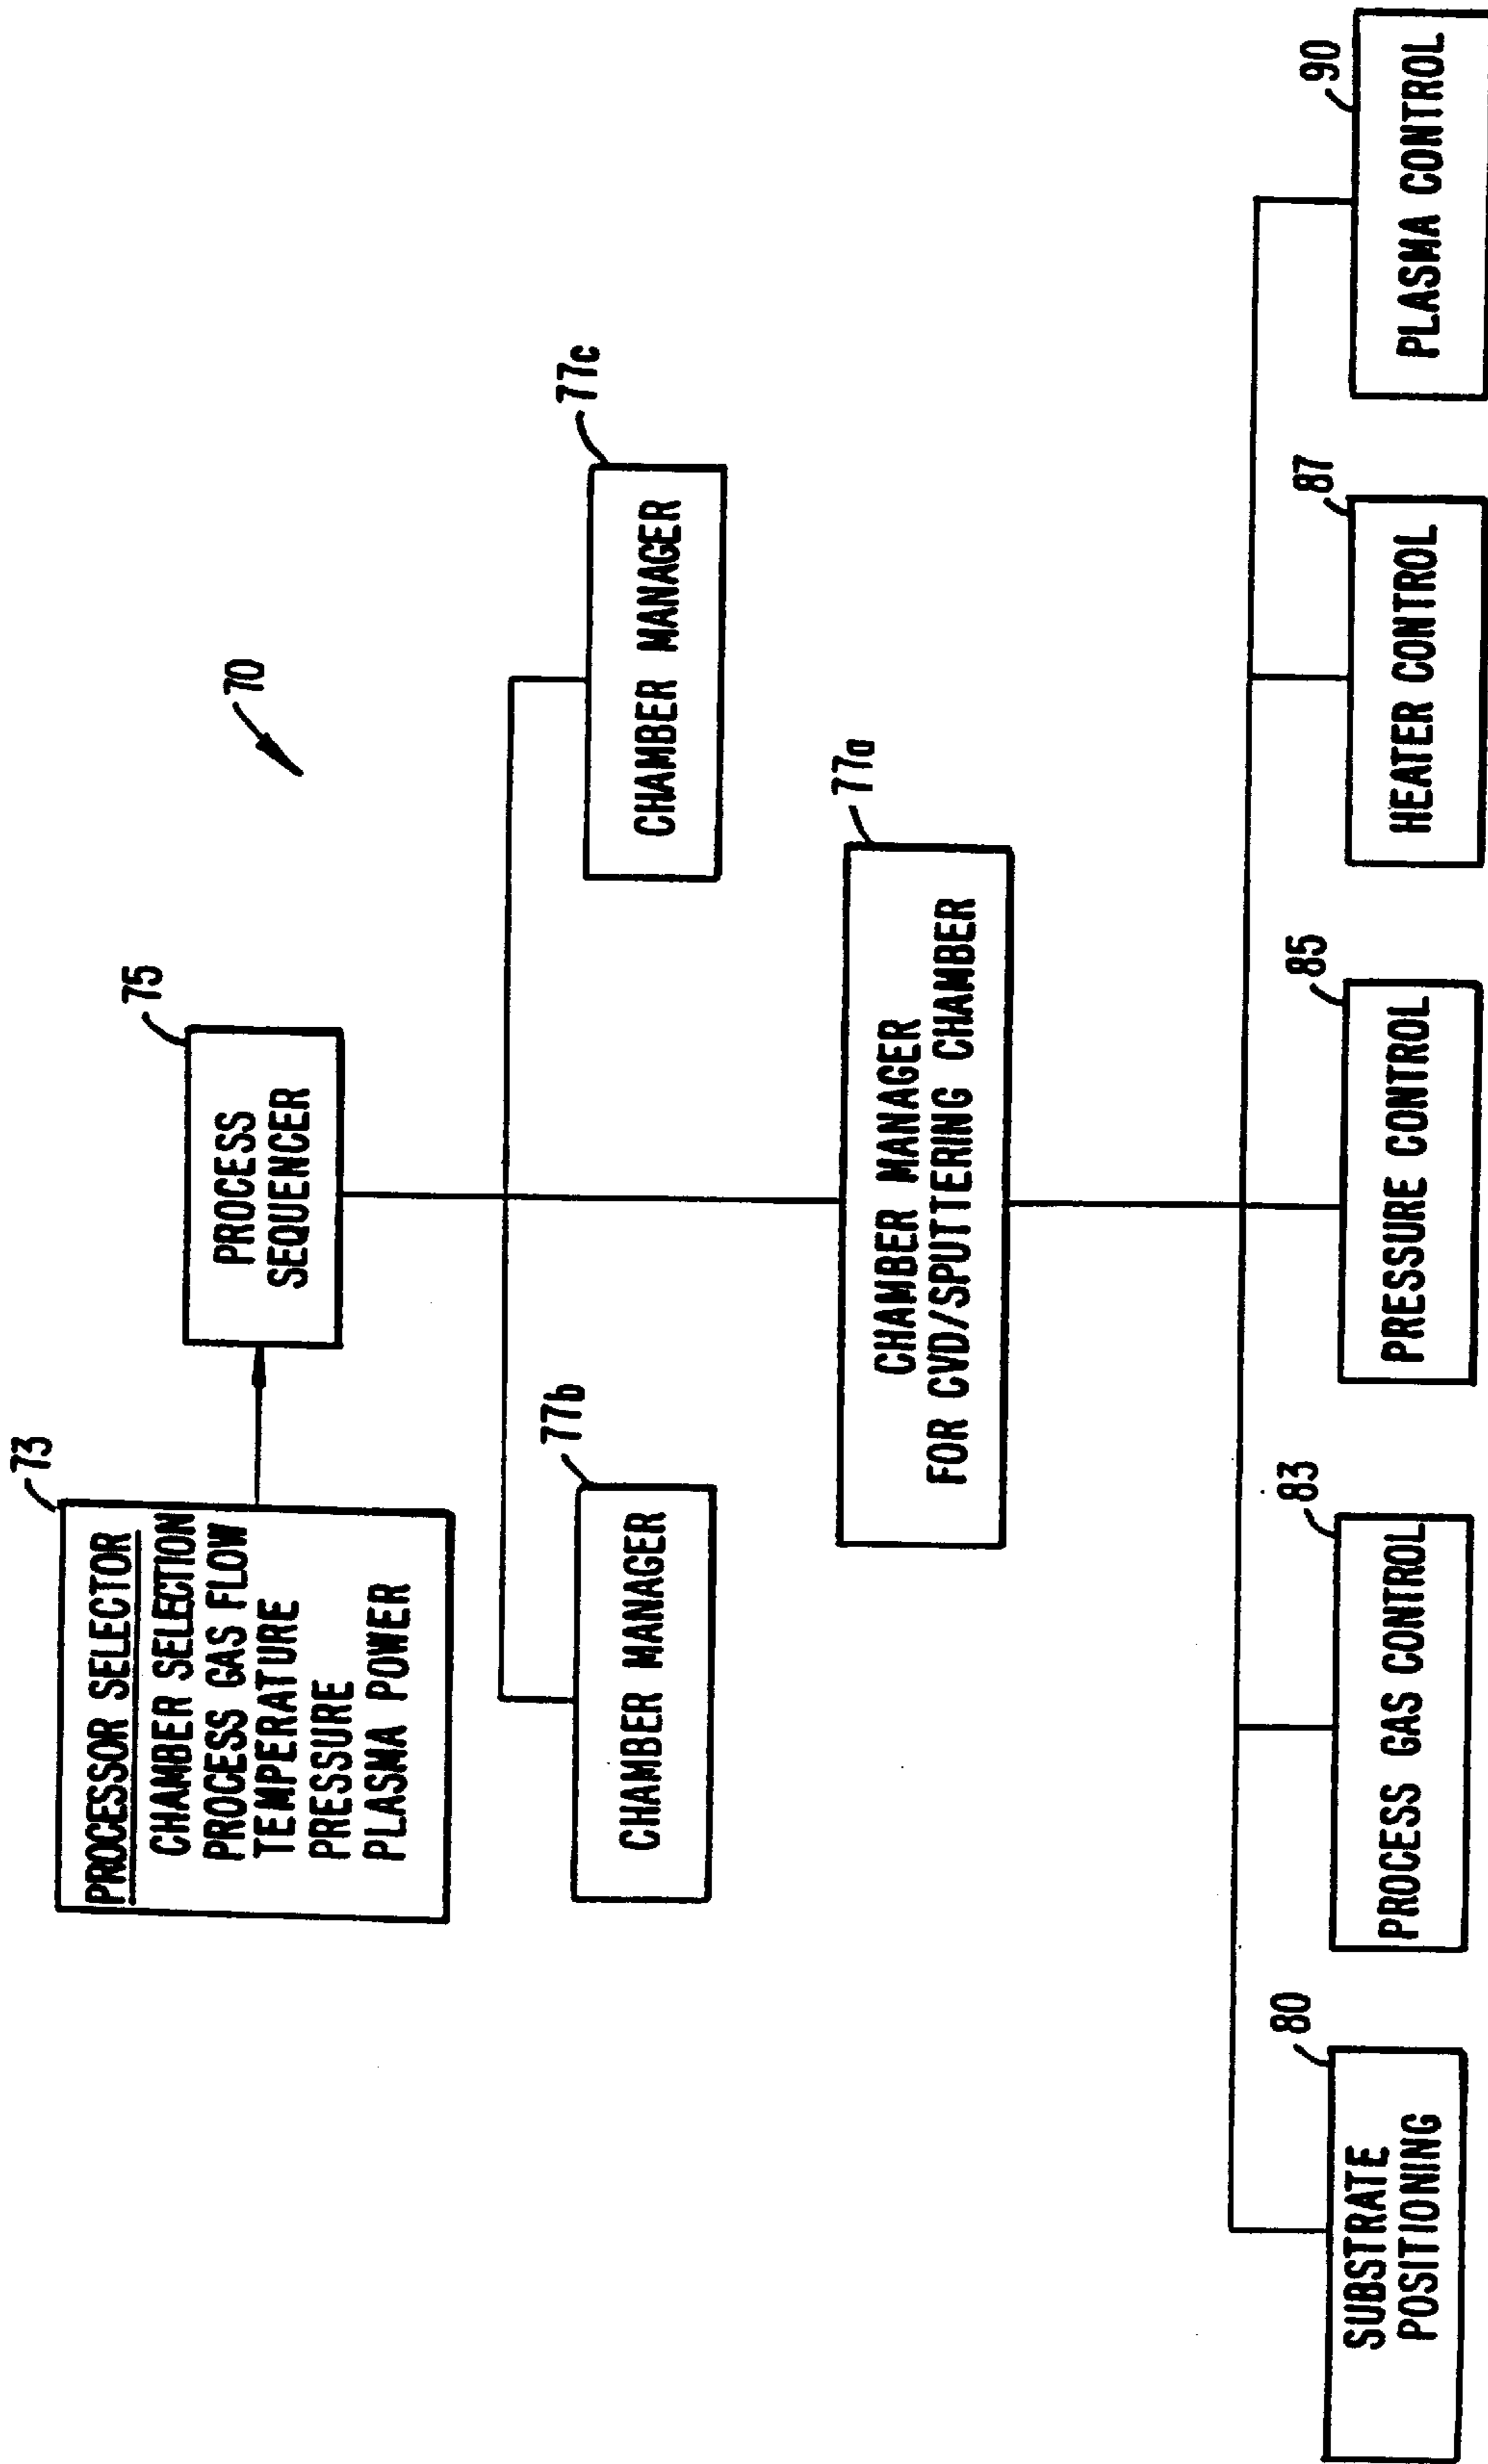 73
PROCESSOR SELECTOR
CHAMBER SELECTION
PROCESS GAS FLOW
TEMPERATURE
PRESSURE
PLASMA POWER
75
PROCESS
SEQUENCER
70
77b
CHAMBER MANAGER
77c
CHAMBER MANAGER
77a
CHAMBER MANAGER
FOR CVD/SPUTTERING CHAMBER
80
SUBSTRATE
POSITIONING
83
PROCESS GAS CONTROL
85
PRESSURE CONTROL
87
HEATER CONTROL
90
PLASMA CONTROL